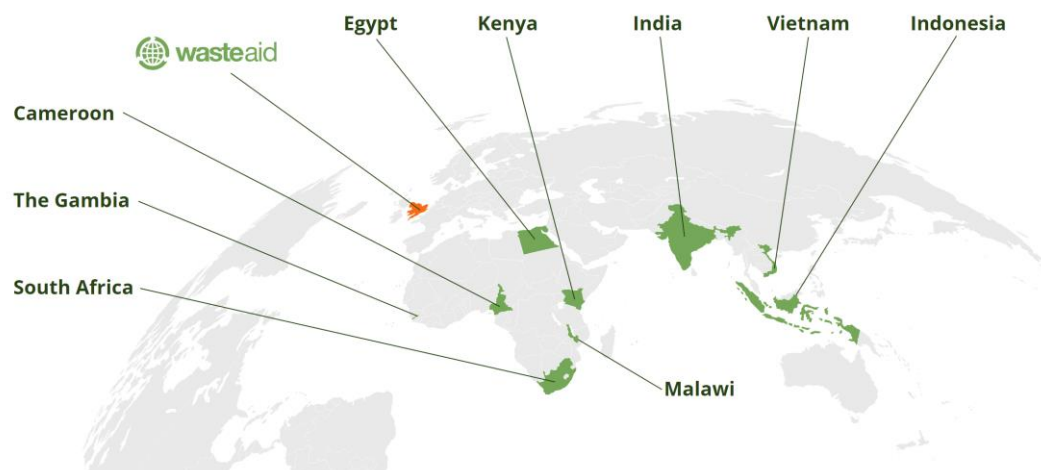 Egypt
Kenya
India
Vietnam
Indonesia
wasteaid
Cameroon
The Gambia
South Africa
Malawi